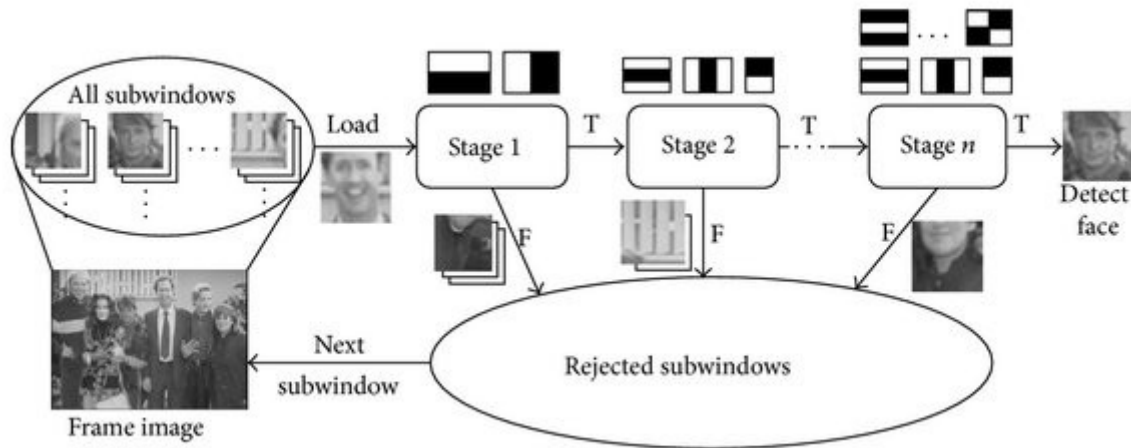 All subwindows
. . .
Load
Stage 1
T
Stage 2
T
. . .
Stage n
T
Detect
face
F
F
F
Rejected subwindows
Next
subwindow
Frame image